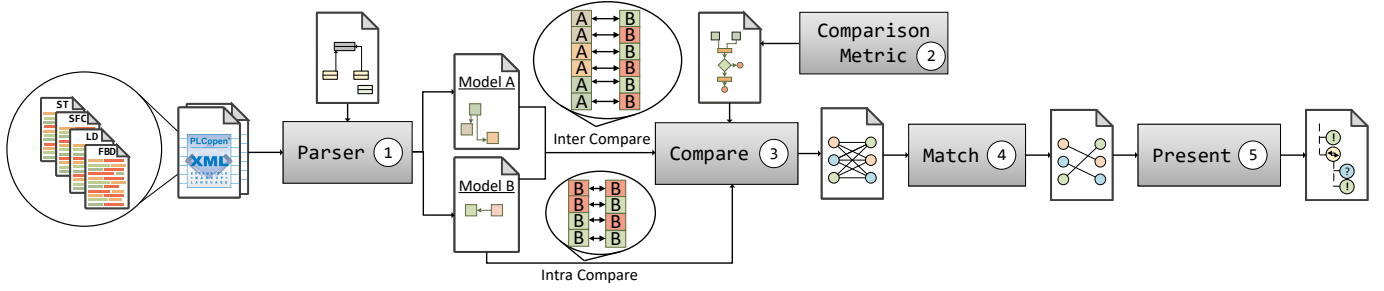 ST
SFC
LD
FBD
PLCopen
XML
LANGUAGE
Parser 1
Model A
Model B
A B
A B
A B
A B
A B
A B
Inter Compare
B B
B B
B B
B B
Intra Compare
Comparison
Metric 2
Compare 3
Match 4
Present 5
!
?
!